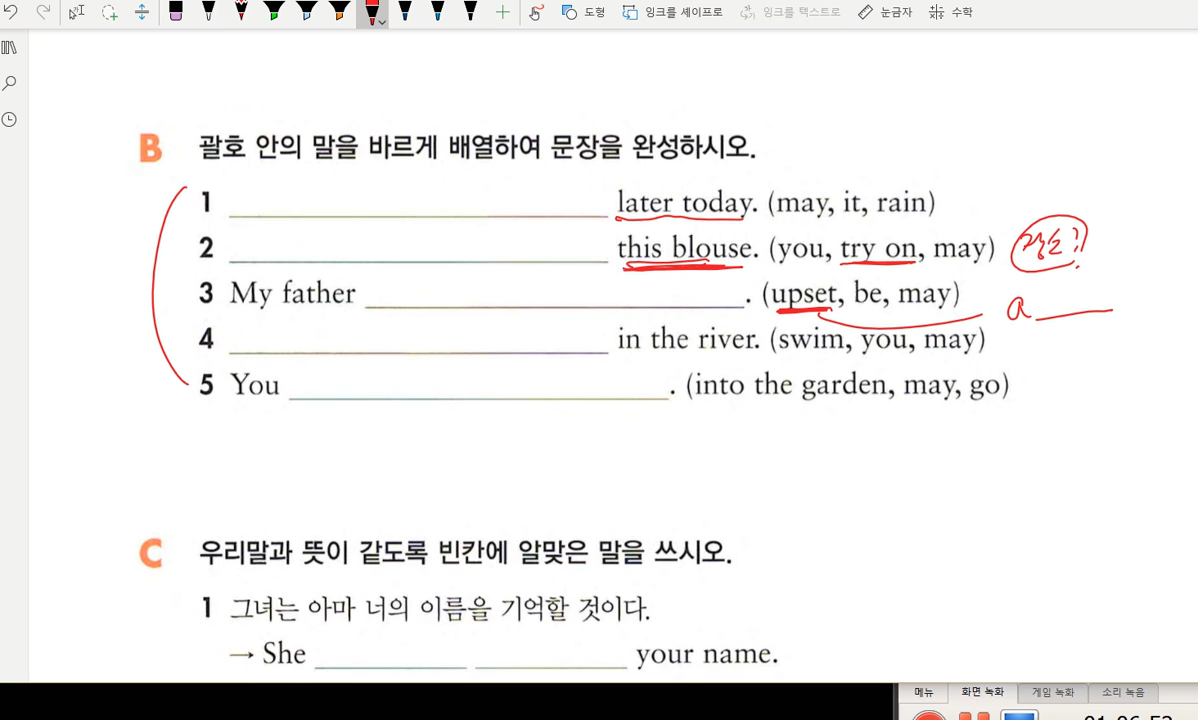 도형 잉크를 셰이프로 잉크를 텍스트로 눈금자 수학
B 괄호 안의 말을 바르게 배열하여 문장을 완성하시오.
1 later today. (may, it, rain)
2 this blouse. (you, try on, may)
3 My father . (upset, be, may)
a
4 in the river. (swim, you, may)
5 You . (into the garden, may, go)
C 우리말과 뜻이 같도록 빈칸에 알맞은 말을 쓰시오.
1 그녀는 아마 너의 이름을 기억할 것이다.
→ She your name.
메뉴 화면 녹화 게임 녹화 소리 녹음